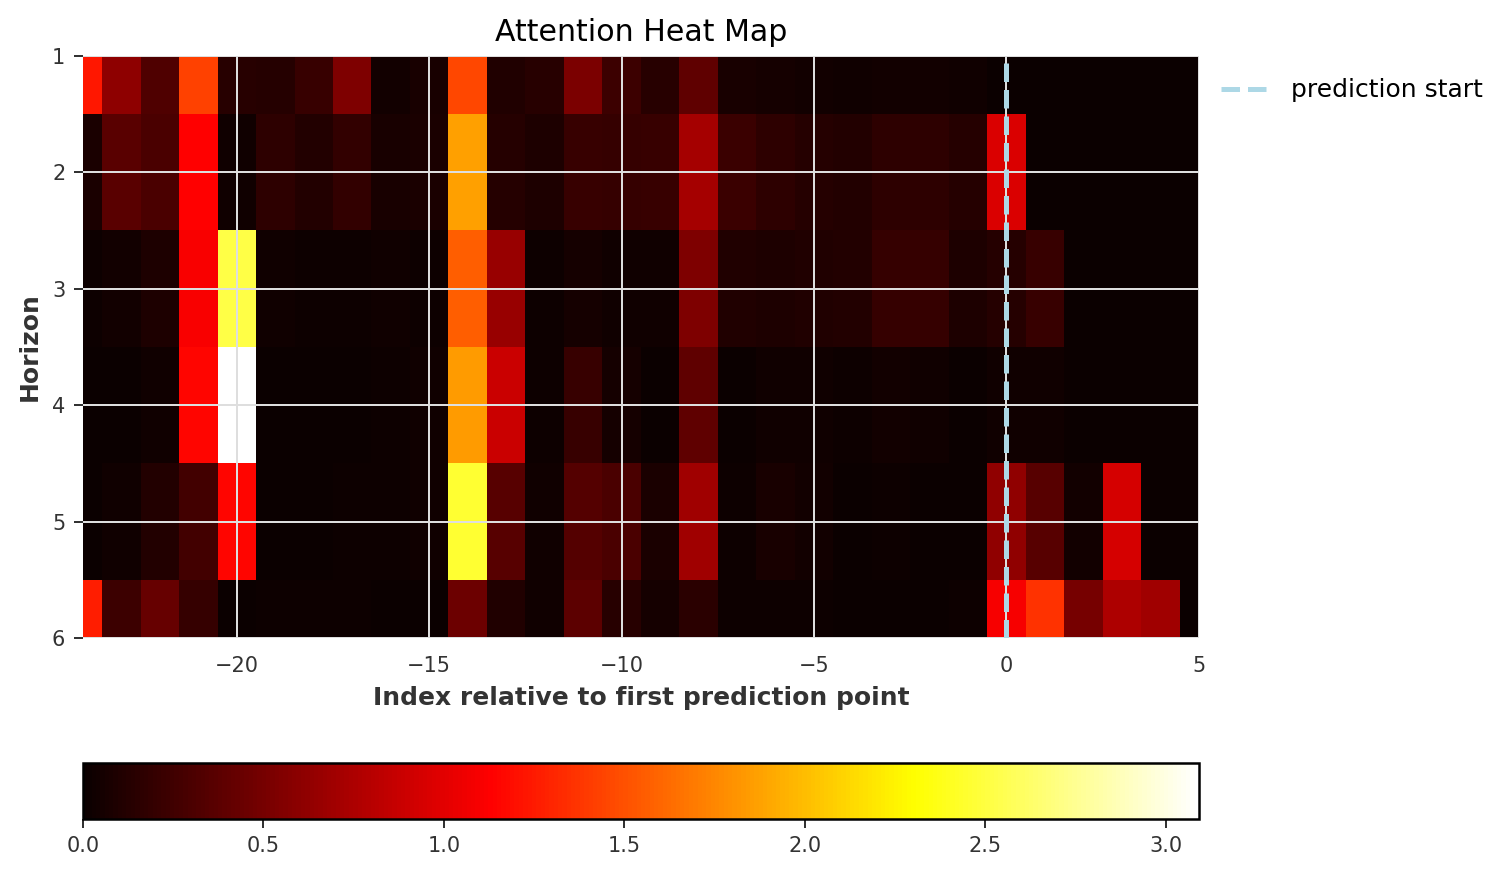 Attention Heat Map
prediction start
Horizon
1
2
3
4
5
6
−20 −15 −10 −5 0 5
Index relative to first prediction point
0.0 0.5 1.0 1.5 2.0 2.5 3.0